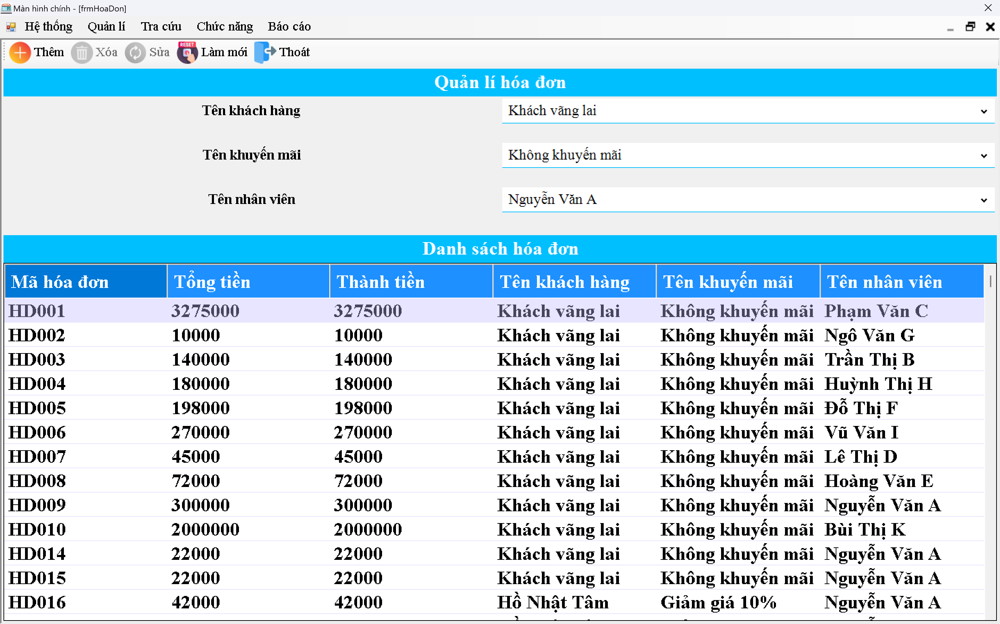 Màn hình chính - [frmHoaDon]
Hệ thống Quản lí Tra cứu Chức năng Báo cáo
Thêm Xóa Sửa RESET Làm mới Thoát
Quản lí hóa đơn
Tên khách hàng Khách vãng lai
Tên khuyến mãi Không khuyến mãi
Tên nhân viên Nguyễn Văn A
Danh sách hóa đơn
Mã hóa đơn Tổng tiền Thành tiền Tên khách hàng Tên khuyến mãi Tên nhân viên
HD001 3275000 3275000 Khách vãng lai Không khuyến mãi Phạm Văn C
HD002 10000 10000 Khách vãng lai Không khuyến mãi Ngô Văn G
HD003 140000 140000 Khách vãng lai Không khuyến mãi Trần Thị B
HD004 180000 180000 Khách vãng lai Không khuyến mãi Huỳnh Thị H
HD005 198000 198000 Khách vãng lai Không khuyến mãi Đỗ Thị F
HD006 270000 270000 Khách vãng lai Không khuyến mãi Vũ Văn I
HD007 45000 45000 Khách vãng lai Không khuyến mãi Lê Thị D
HD008 72000 72000 Khách vãng lai Không khuyến mãi Hoàng Văn E
HD009 300000 300000 Khách vãng lai Không khuyến mãi Nguyễn Văn A
HD010 2000000 2000000 Khách vãng lai Không khuyến mãi Bùi Thị K
HD014 22000 22000 Khách vãng lai Không khuyến mãi Nguyễn Văn A
HD015 22000 22000 Khách vãng lai Không khuyến mãi Nguyễn Văn A
HD016 42000 42000 Hồ Nhật Tâm Giảm giá 10% Nguyễn Văn A